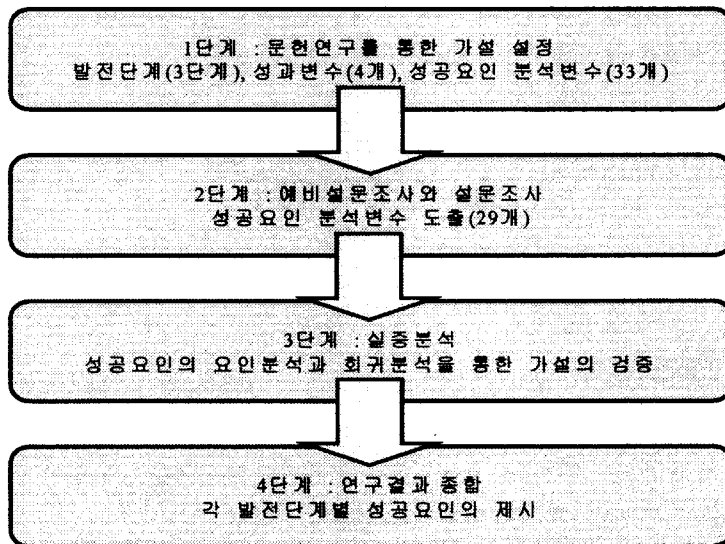 1단계 : 문헌연구를 통한 가설 설정
발전단계(3단계), 성과변수(4개), 성공요인 분석변수(33개)
2단계 : 예비설문조사와 설문조사
성공요인 분석변수 도출(29개)
3단계 : 실증분석
성공요인의 요인분석과 회귀분석을 통한 가설의 검증
4단계 : 연구결과 종합
각 발전단계별 성공요인의 제시